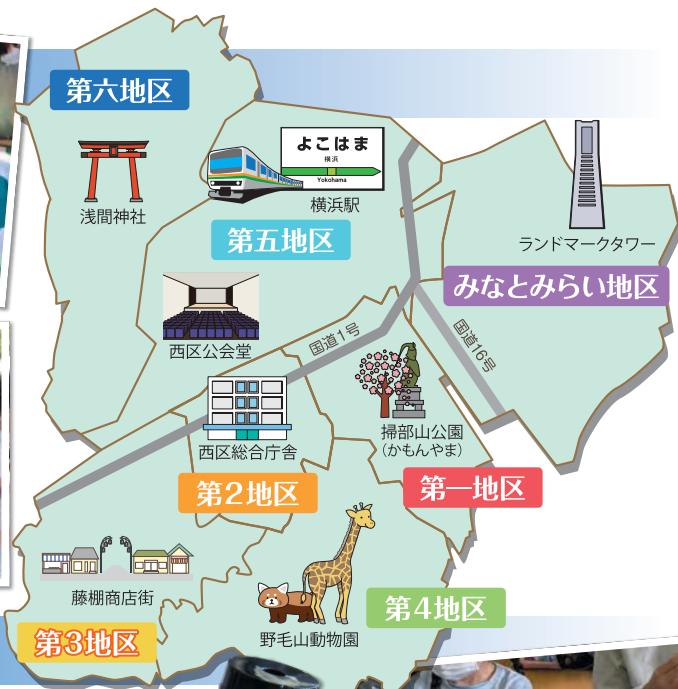 第六地区
浅間神社
よこはま
横浜
Yokohama
横浜駅
第五地区
ランドマークタワー
みなとみらい地区
西区公会堂
国道1号
国道16号
西区総合庁舎
掃部山公園
(かもんやま)
第2地区
第一地区
藤棚商店街
第3地区
野毛山動物園
第4地区